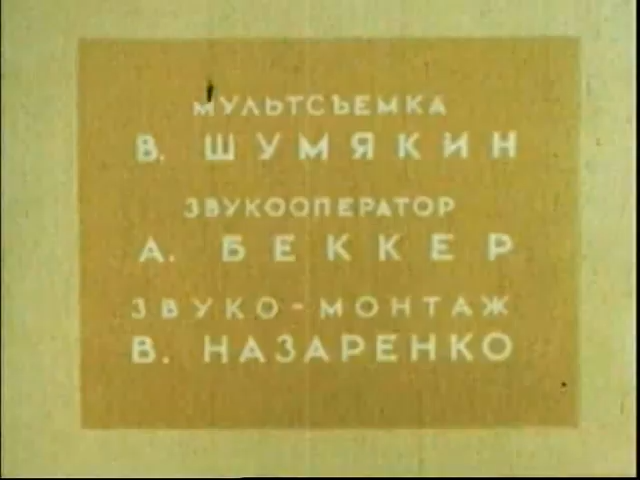 МУЛЬТСЪЕМКА
В. ШУМЯКИН
ЗВУКООПЕРАТОР
А. БЕККЕР
ЗВУКО-МОНТАЖ
В. НАЗАРЕНКО